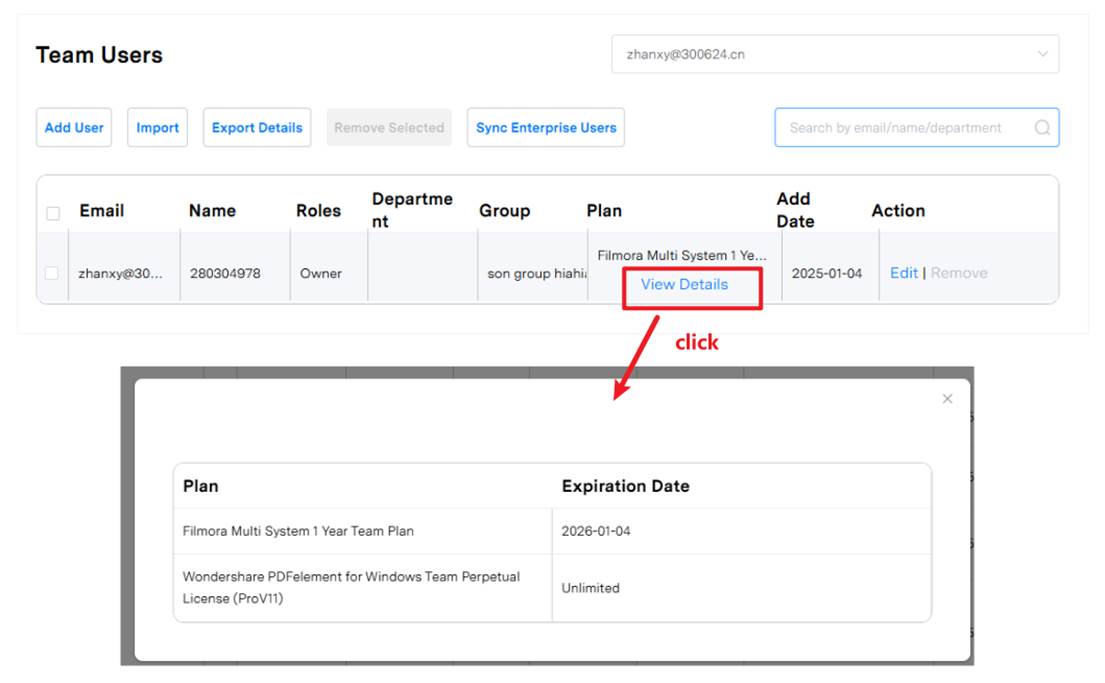 Team Users
zhanxy@300624.cn
Add User
Import
Export Details
Remove Selected
Sync Enterprise Users
Search by email/name/department
Email
Name
Roles
Departme
nt
Group
Plan
Add
Date
Action
zhanxy@30...
280304978
Owner
son group hiahi
Filmora Multi System 1 Ye...
View Details
2025-01-04
Edit | Remove
click
Plan
Expiration Date
Filmora Multi System 1 Year Team Plan
2026-01-04
Wondershare PDFelement for Windows Team Perpetual
License (ProV11)
Unlimited